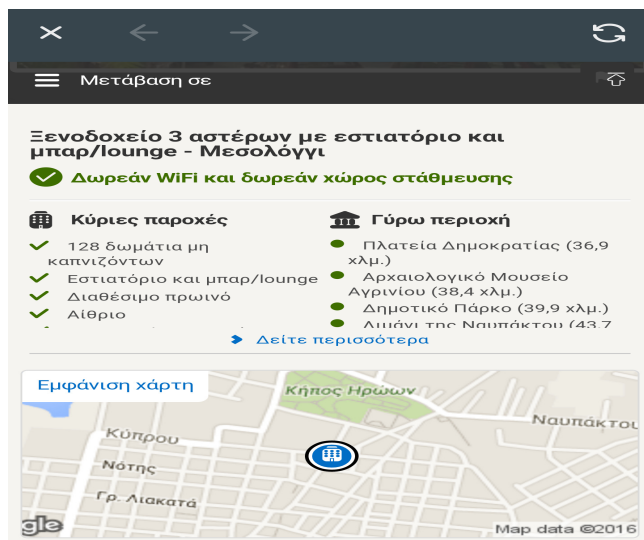 Μετάβαση σε
Ξενοδοχείο 3 αστέρων με εστιατόριο και
μπαρ/lounge - Μεσολόγγι
Δωρεάν WiFi και δωρεάν χώρος στάθμευσης
Κύριες παροχές
128 δωμάτια μη
καπνιζόντων
Εστιατόριο και μπαρ/lounge
Διαθέσιμο πρωινό
Αίθριο
Γύρω περιοχή
Πλατεία Δημοκρατίας (36,9
χλμ.)
Αρχαιολογικό Μουσείο
Αγρινίου (38,4 χλμ.)
Δημοτικό Πάρκο (39,9 χλμ.)
Λιμάνι της Ναυπάκτου (43,7
Δείτε περισσότερα
Εμφάνιση χάρτη
Κήπος Ηρώων
Ναυπάκτου
Κύπρου
Νότης
Γρ. Λιακατά
gle
Map data ©2016